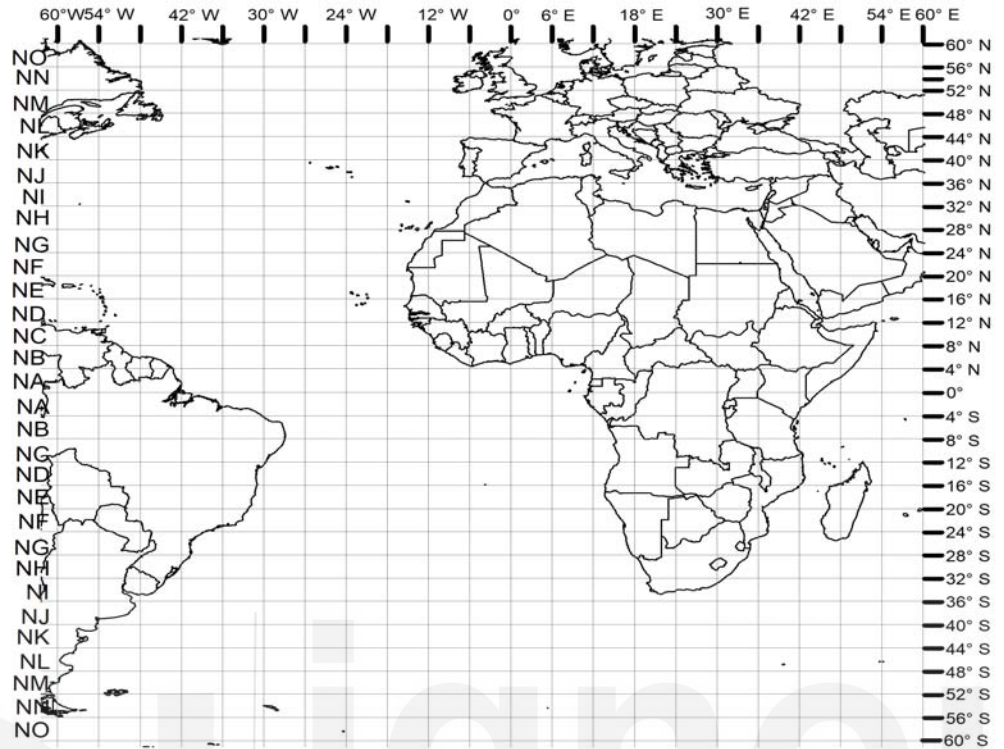 60° W 54° W 42° W 30° W 12° W 0° 6° E 18° E 30° E 42° E 54° E 60° E
NO
NN
NM
NL
NK
NJ
NI
NH
NG
NF
NE
ND
NC
NB
NA
NA
NB
NG
ND
NE
NF
NG
NH
NI
NJ
NK
NL
NM
NN
NO
60° N
56° N
52° N
48° N
44° N
40° N
36° N
32° N
28° N
24° N
20° N
16° N
12° N
8° N
4° N
0°
4° S
8° S
12° S
16° S
20° S
24° S
28° S
32° S
36° S
40° S
44° S
48° S
52° S
56° S
60° S